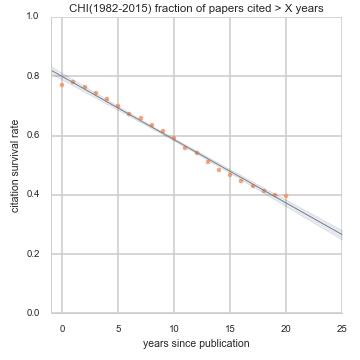 CHI(1982-2015) fraction of papers cited > X years
1.0
0.8
0.6
0.4
0.2
0.0
citation survival rate
0 5 10 15 20 25
years since publication